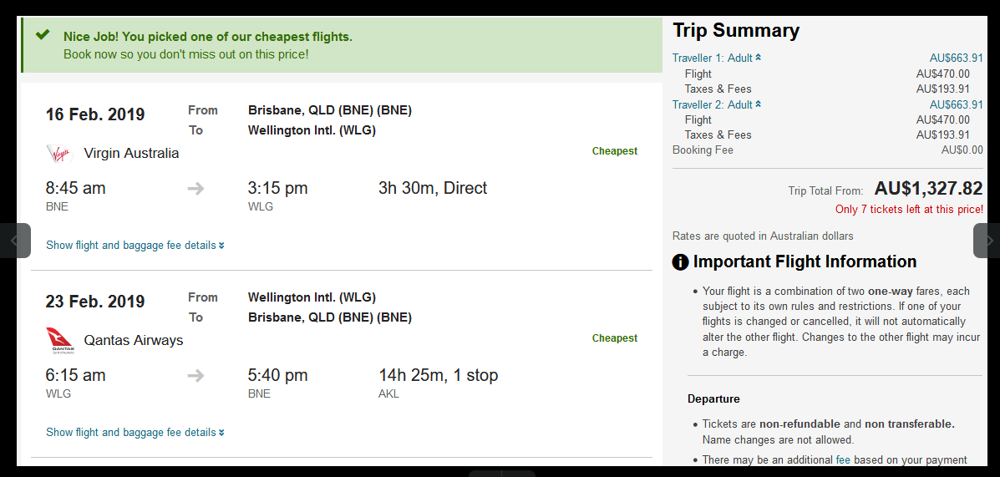 Nice Job! You picked one of our cheapest flights.
Book now so you don't miss out on this price!
16 Feb. 2019
From
Brisbane, QLD (BNE) (BNE)
To
Wellington Intl. (WLG)
Virgin
Virgin Australia
Cheapest
8:45 am
3:15 pm
3h 30m, Direct
BNE
WLG
Show flight and baggage fee details
23 Feb. 2019
From
Wellington Intl. (WLG)
To
Brisbane, QLD (BNE) (BNE)
QANTAS
Qantas Airways
Cheapest
6:15 am
5:40 pm
14h 25m, 1 stop
WLG
BNE
AKL
Show flight and baggage fee details
Trip Summary
Traveller 1: Adult AU$663.91
Flight AU$470.00
Taxes & Fees AU$193.91
Traveller 2: Adult AU$663.91
Flight AU$470.00
Taxes & Fees AU$193.91
Booking Fee AU$0.00
Trip Total From: AU$1,327.82
Only 7 tickets left at this price!
Rates are quoted in Australian dollars
Important Flight Information
• Your flight is a combination of two one-way fares, each
subject to its own rules and restrictions. If one of your
flights is changed or cancelled, it will not automatically
alter the other flight. Changes to the other flight may incur
a charge.
Departure
• Tickets are non-refundable and non transferable.
Name changes are not allowed.
• There may be an additional fee based on your payment